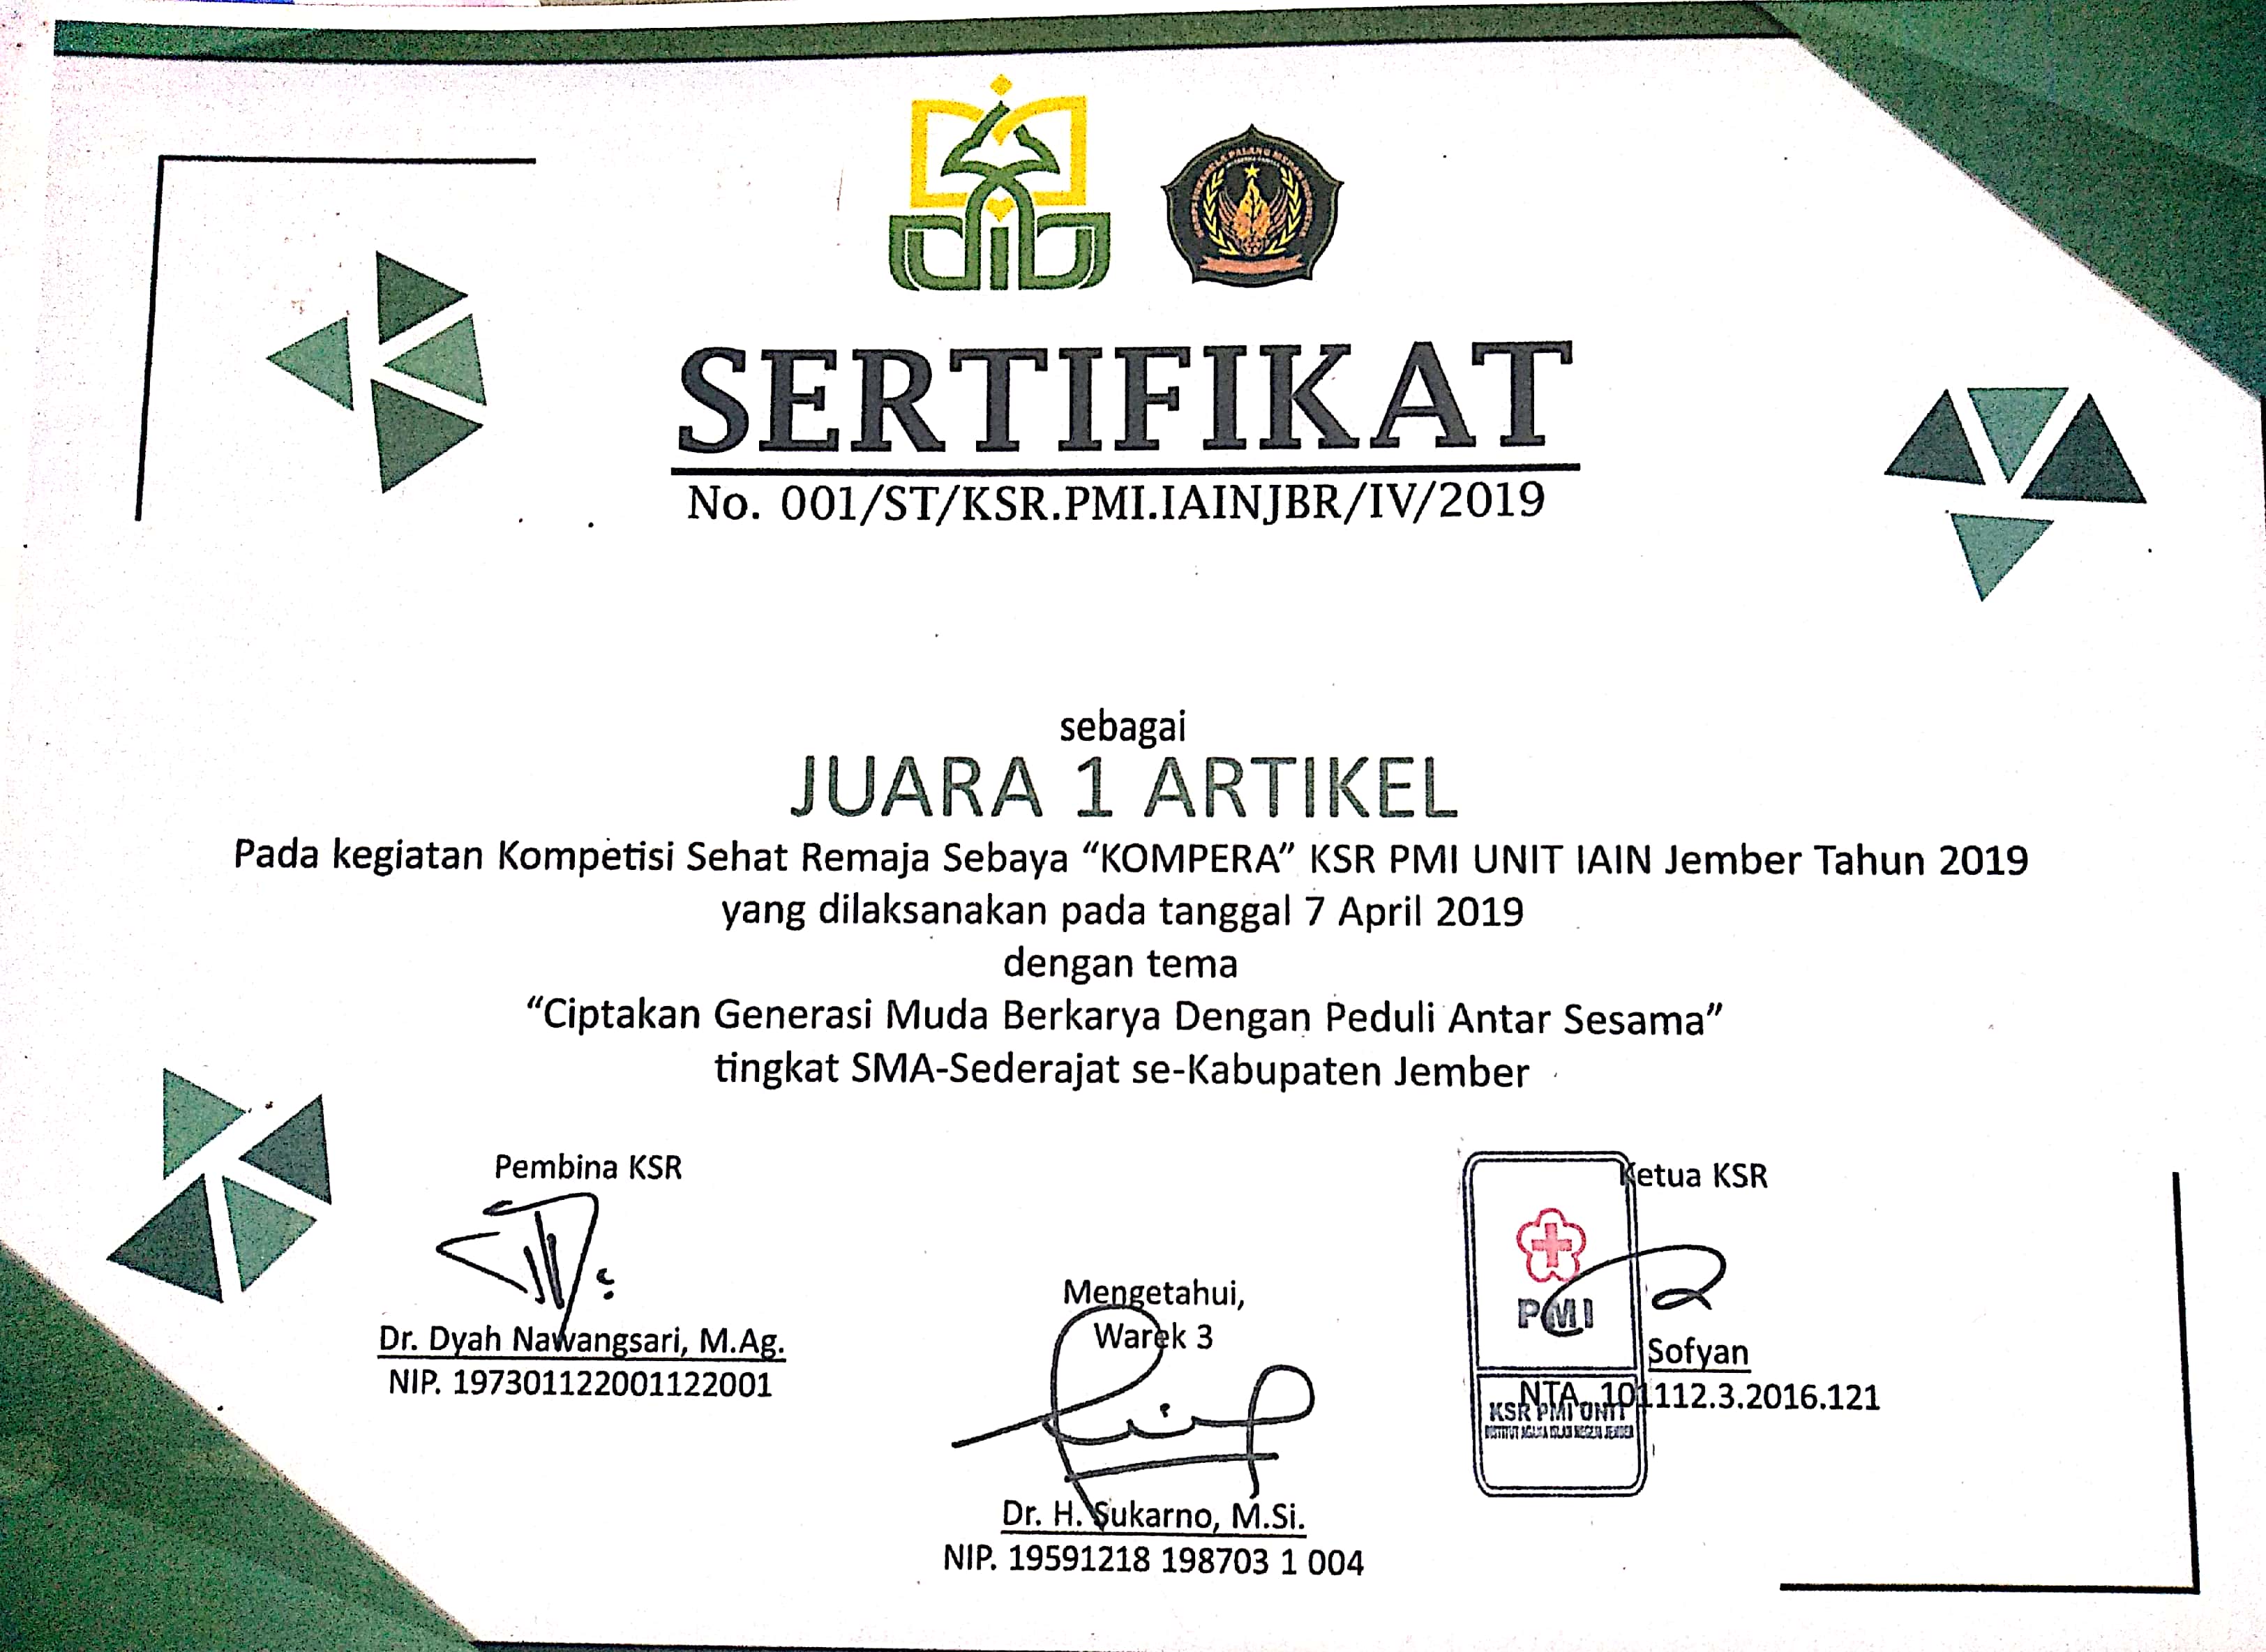 SERTIFIKAT
No. 001/ST/KSR.PMI.IAINJBR/IV/2019
sebagai
JUARA 1 ARTIKEL
Pada kegiatan Kompetisi Sehat Remaja Sebaya “KOMPERA” KSR PMI UNIT IAIN Jember Tahun 2019
yang dilaksanakan pada tanggal 7 April 2019
dengan tema
“Ciptakan Generasi Muda Berkarya Dengan Peduli Antar Sesama”
tingkat SMA-Sederajat se-Kabupaten Jember
Pembina KSR
Dr. Dyah Nawangsari, M.Ag.
NIP. 197301122001122001
Mengetahui,
Warek 3
Dr. H. Sukarno, M.Si.
NIP. 19591218 198703 1 004
Ketua KSR
Sofyan
NTA. 101112.3.2016.121
PMI
KSR PMI UNIT
INSTITUT AGAMA ISLAM NEGERI JEMBER